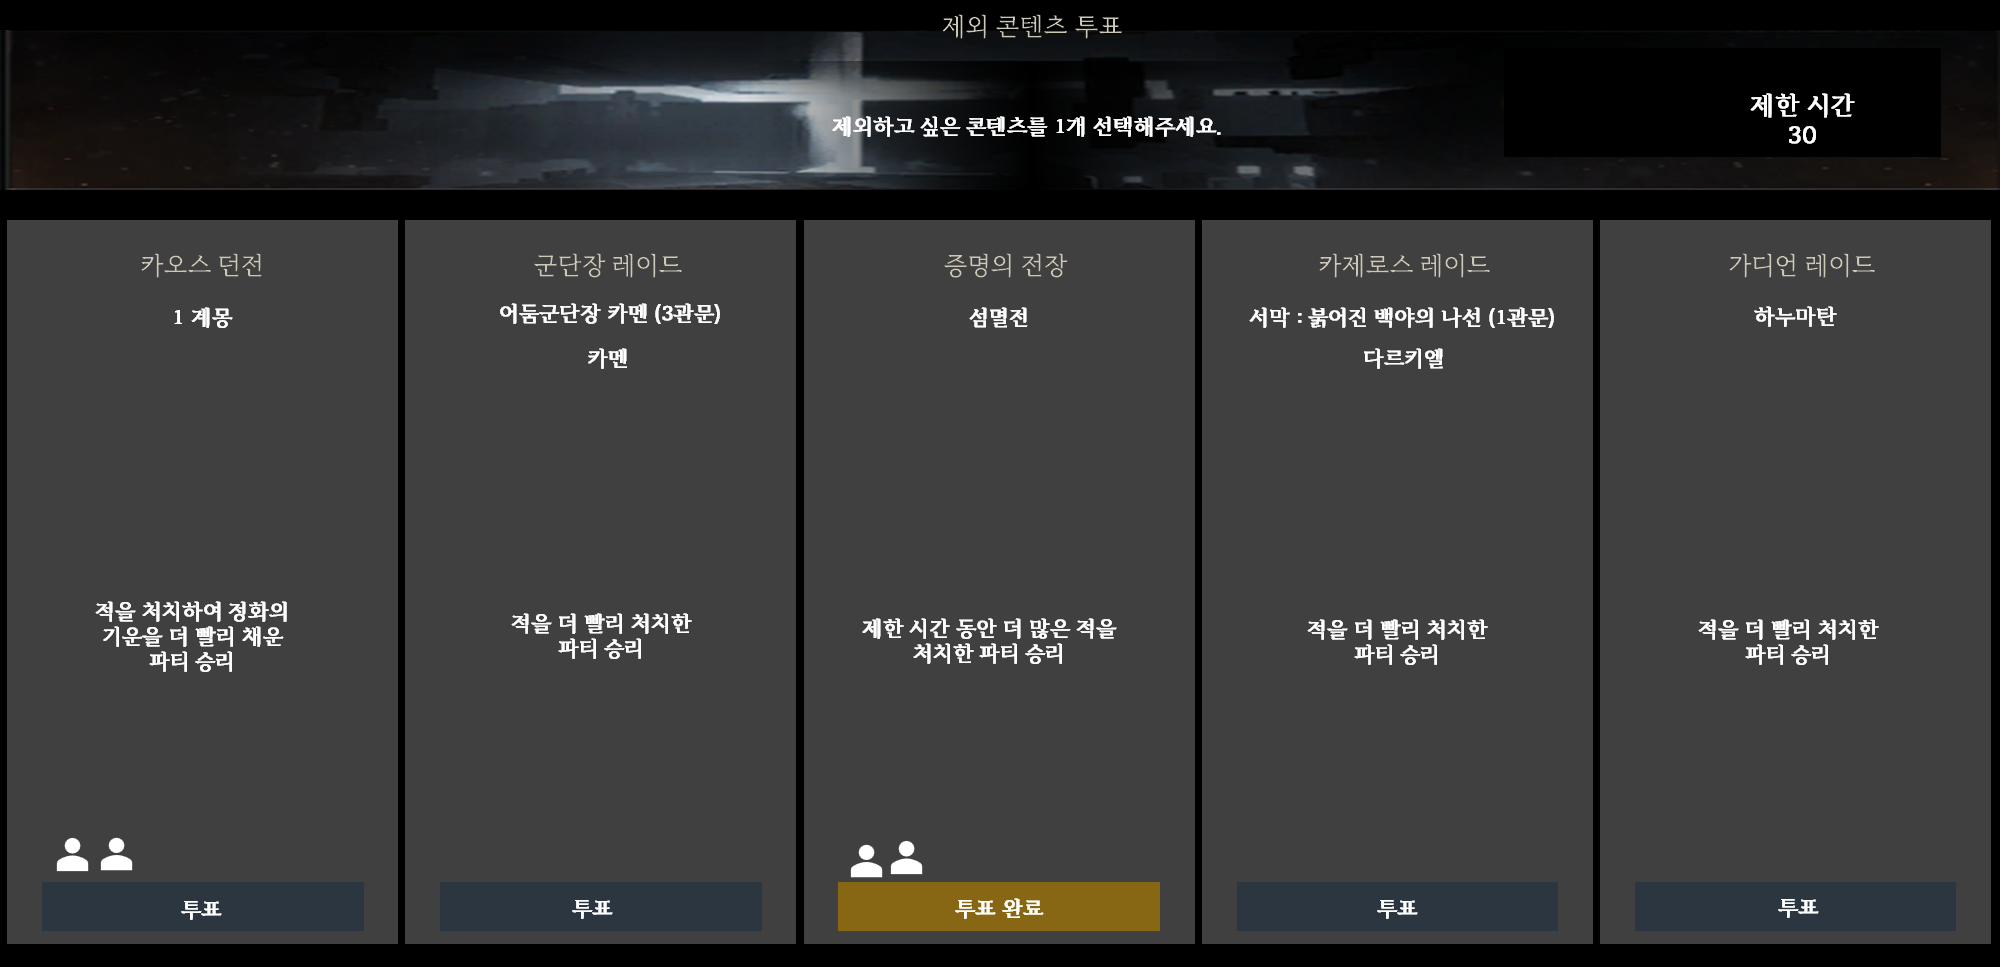 제외 콘텐츠 투표
제외하고 싶은 콘텐츠를 1개 선택해주세요.
제한 시간
30
카오스 던전
1 계몽
적을 처치하여 정화의
기운을 더 빨리 채운
파티 승리
투표
군단장 레이드
어둠군단장 카멘 (3관문)
카멘
적을 더 빨리 처치한
파티 승리
투표
증명의 전장
섬멸전
제한 시간 동안 더 많은 적을
처치한 파티 승리
투표 완료
카제로스 레이드
서막 : 붉어진 백야의 나선 (1관문)
다르키엘
적을 더 빨리 처치한
파티 승리
투표
가디언 레이드
하누마탄
적을 더 빨리 처치한
파티 승리
투표